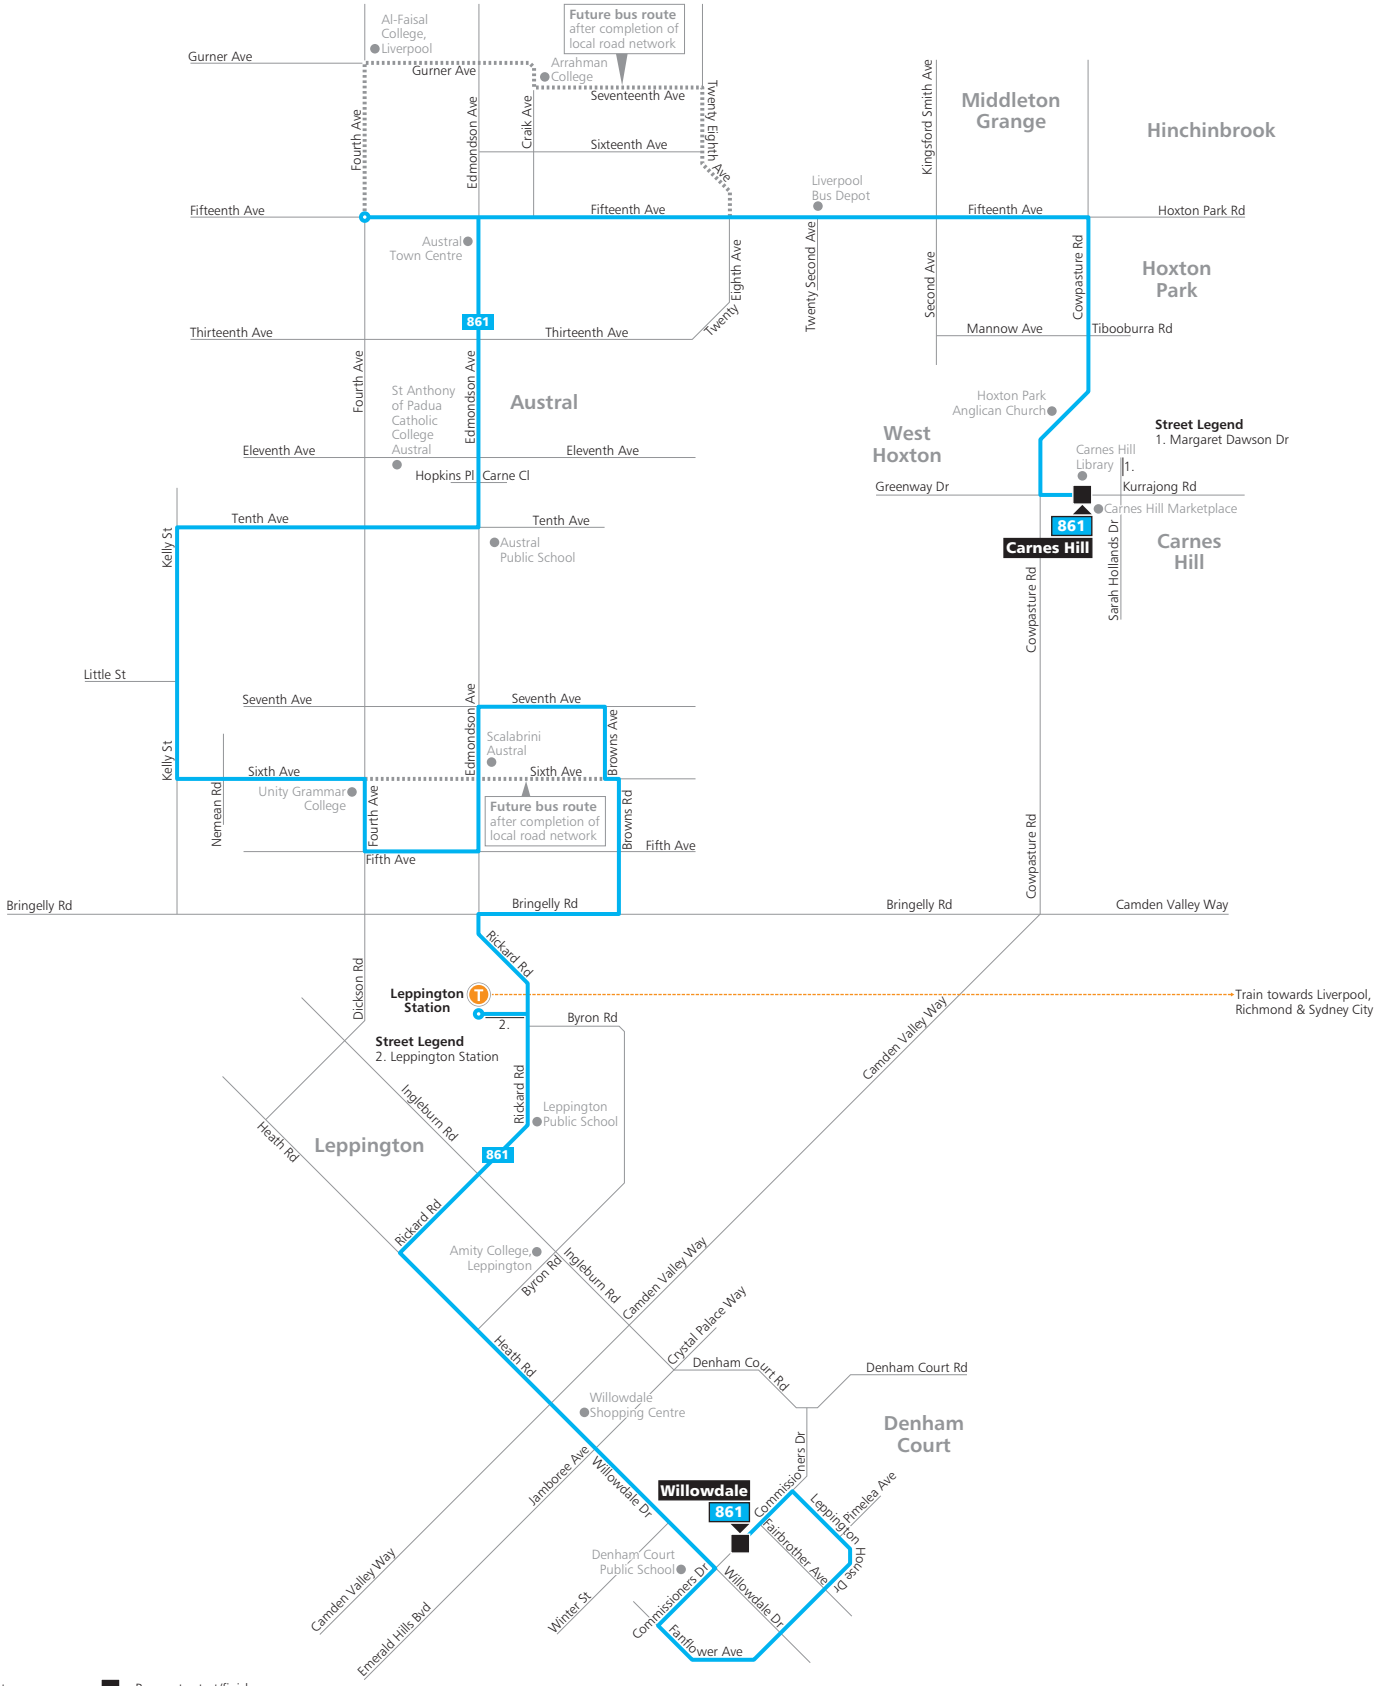 Al-Faisal
College,
Liverpool
Future bus route
after completion of
local road network
Gurner Ave
Gurner Ave
Arrahman
College
Seventeenth Ave
Twenty Eighth Ave
Fourth Ave
Edmondson Ave
Craik Ave
Sixteenth Ave
Kingsford Smith Ave
Middleton
Grange
Hinchinbrook
Liverpool
Bus Depot
Fifteenth Ave
Fifteenth Ave
Fifteenth Ave
Hoxton Park Rd
Austral
Town Centre
Twenty Eighth Ave
Twenty Second Ave
Second Ave
Cowpasture Rd
Hoxton
Park
861
Thirteenth Ave
Thirteenth Ave
Mannow Ave
Tibooburra Rd
Fourth Ave
Edmondson Ave
St Anthony
of Padua
Catholic
College
Austral
Austral
Hoxton Park
Anglican Church
Street Legend
1. Margaret Dawson Dr
West
Hoxton
Eleventh Ave
Eleventh Ave
Carnes Hill
Library
1.
Hopkins Pl
Carne Cl
Greenway Dr
Kurrajong Rd
Carnes Hill Marketplace
Tenth Ave
Tenth Ave
861
Carnes Hill
Kelly St
Austral
Public School
Sarah Hollands Dr
Carnes
Hill
Cowpasture Rd
Little St
Seventh Ave
Seventh Ave
Edmondson Ave
Browns Ave
Scalabrini
Austral
Kelly St
Sixth Ave
Sixth Ave
Nemean Rd
Unity Grammar
College
Fourth Ave
Future bus route
after completion of
local road network
Browns Rd
Fifth Ave
Fifth Ave
Cowpasture Rd
Bringelly Rd
Bringelly Rd
Bringelly Rd
Camden Valley Way
Rickard Rd
Dickson Rd
Leppington
Station
T
Train towards Liverpool,
Richmond & Sydney City
2.
Byron Rd
Street Legend
2. Leppington Station
Camden Valley Way
Rickard Rd
Ingleburn Rd
Leppington
Public School
Heath Rd
Leppington
861
Rickard Rd
Amity College,
Leppington
Byron Rd
Ingleburn Rd
Camden Valley Way
Crystal Palace Way
Heath Rd
Denham Court Rd
Denham Court Rd
Willowdale
Shopping Centre
Denham
Court
Jamboree Ave
Willowdale Dr
Commissioners Dr
Willowdale
861
Leppington House Dr
Pimelea Ave
Fairbrother Ave
Denham Court
Public School
Camden Valley Way
Emerald Hills Bvd
Winter St
Commissioners Dr
Willowdale Dr
Fanflower Ave